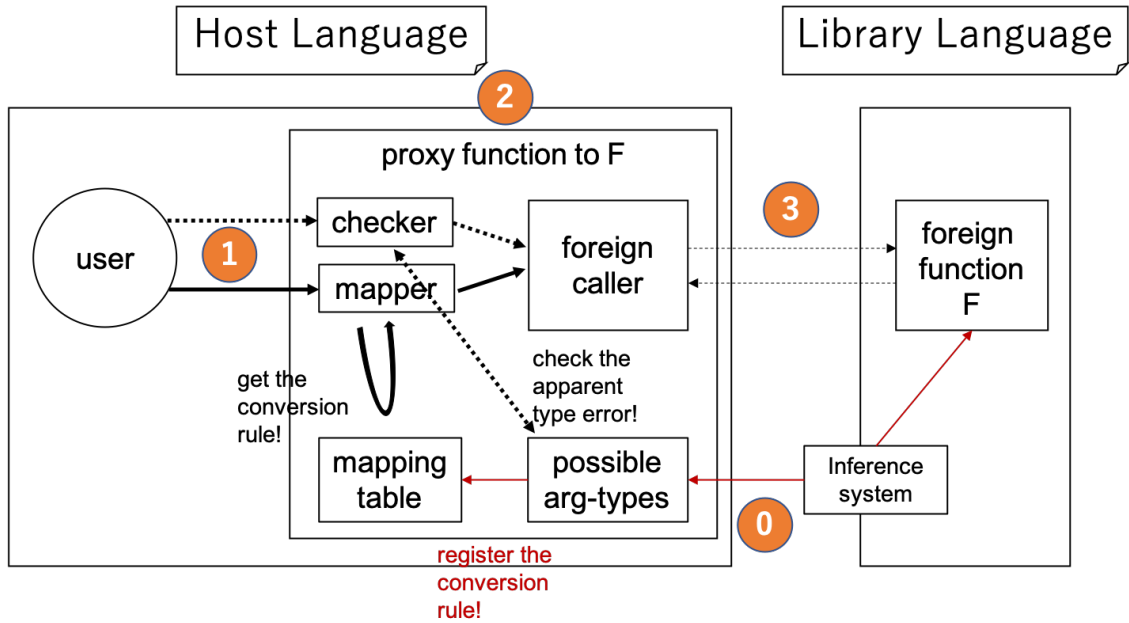 Host Language
Library Language
2
proxy function to F
checker
1
user
mapper
foreign
caller
3
foreign
function
F
get the
conversion
rule!
check the
apparent
type error!
mapping
table
possible
arg-types
Inference
system
0
register the
conversion
rule!